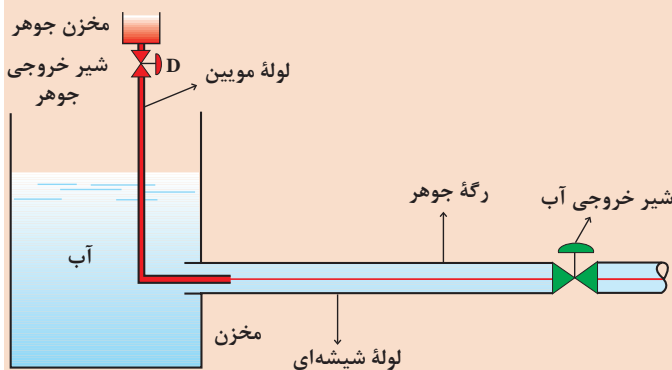 مخزن جوهر
D
شیر خروجی
جوهر
لولهٔ مویین
آب
رگهٔ جوهر
شیر خروجی آب
مخزن
لولهٔ شیشه‌ای